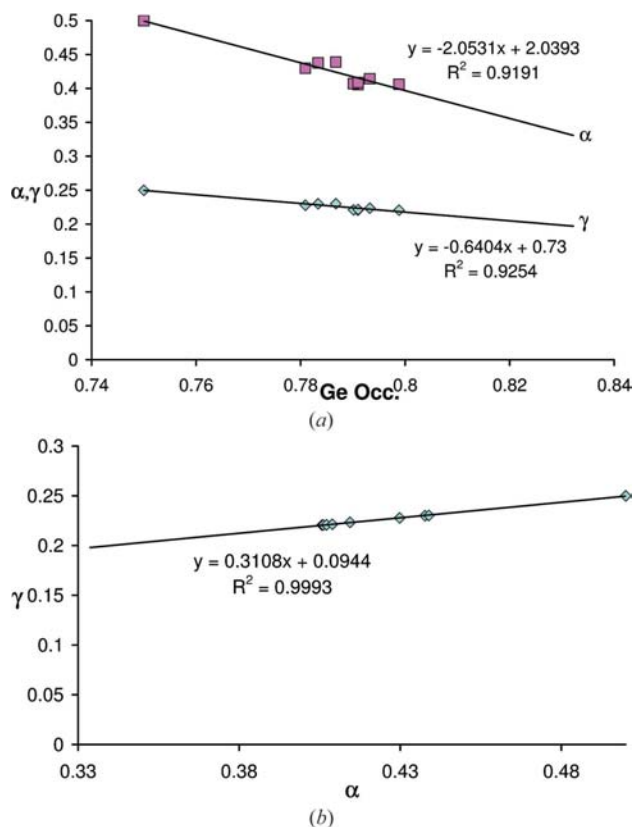 0.5
y = -2.0531x + 2.0393
0.45
R² = 0.9191
0.4
0.35
α
0.3
α,γ 0.25
0.2
γ
0.15
y = -0.6404x + 0.73
0.1
R² = 0.9254
0.05
0
0.74 0.76 0.78 0.8 0.82 0.84
Ge Occ.
(a)
0.3
0.25
0.2
y = 0.3108x + 0.0944
R² = 0.9993
γ 0.15
0.1
0.05
0
0.33 0.38 0.43 0.48
α
(b)